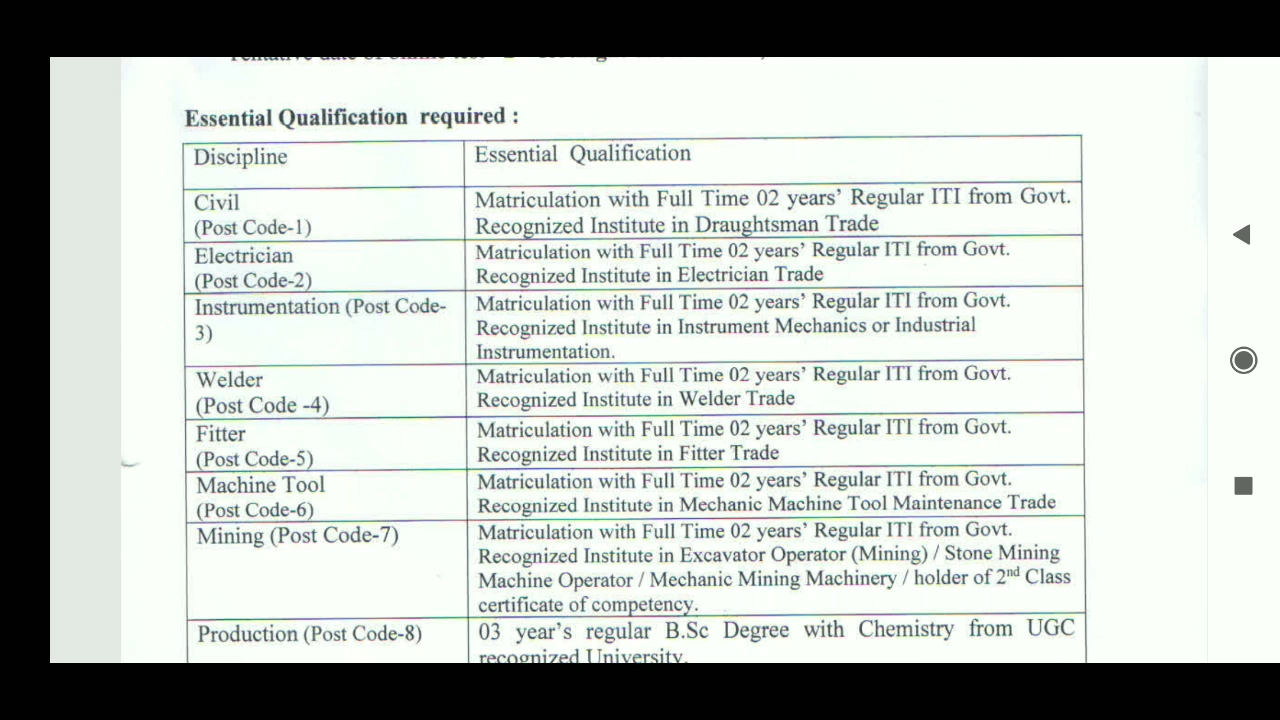 Essential Qualification required :
Discipline
Essential Qualification
Civil
(Post Code-1)
Matriculation with Full Time 02 years' Regular ITI from Govt.
Recognized Institute in Draughtsman Trade
Electrician
(Post Code-2)
Matriculation with Full Time 02 years' Regular ITI from Govt.
Recognized Institute in Electrician Trade
Instrumentation (Post Code-
3)
Matriculation with Full Time 02 years' Regular ITI from Govt.
Recognized Institute in Instrument Mechanics or Industrial
Instrumentation.
Welder
(Post Code -4)
Matriculation with Full Time 02 years' Regular ITI from Govt.
Recognized Institute in Welder Trade
Fitter
(Post Code-5)
Matriculation with Full Time 02 years' Regular ITI from Govt.
Recognized Institute in Fitter Trade
Machine Tool
(Post Code-6)
Matriculation with Full Time 02 years' Regular ITI from Govt.
Recognized Institute in Mechanic Machine Tool Maintenance Trade
Mining (Post Code-7)
Matriculation with Full Time 02 years' Regular ITI from Govt.
Recognized Institute in Excavator Operator (Mining) / Stone Mining
Machine Operator / Mechanic Mining Machinery / holder of 2nd Class
certificate of competency.
Production (Post Code-8)
03 year's regular B.Sc Degree with Chemistry from UGC
recognized University.